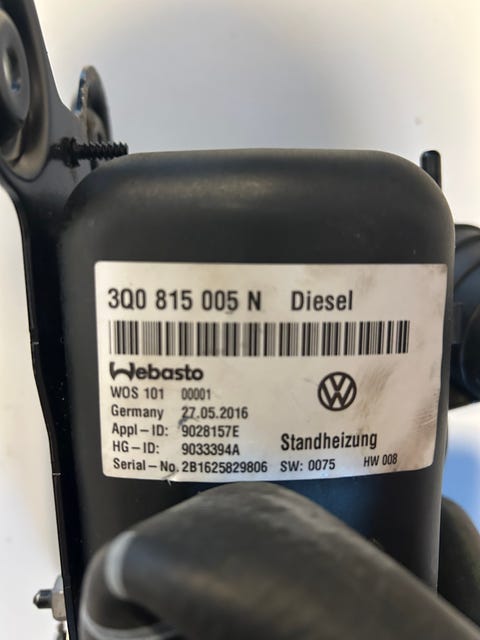 3Q0 815 005 N Diesel
Webasto
WOS 101 00001
Germany 27.05.2016
Appl-ID: 9028157E
HG-ID: 9033394A
Standheizung
Serial-No. 2B1625829806 SW: 0075 HW 008